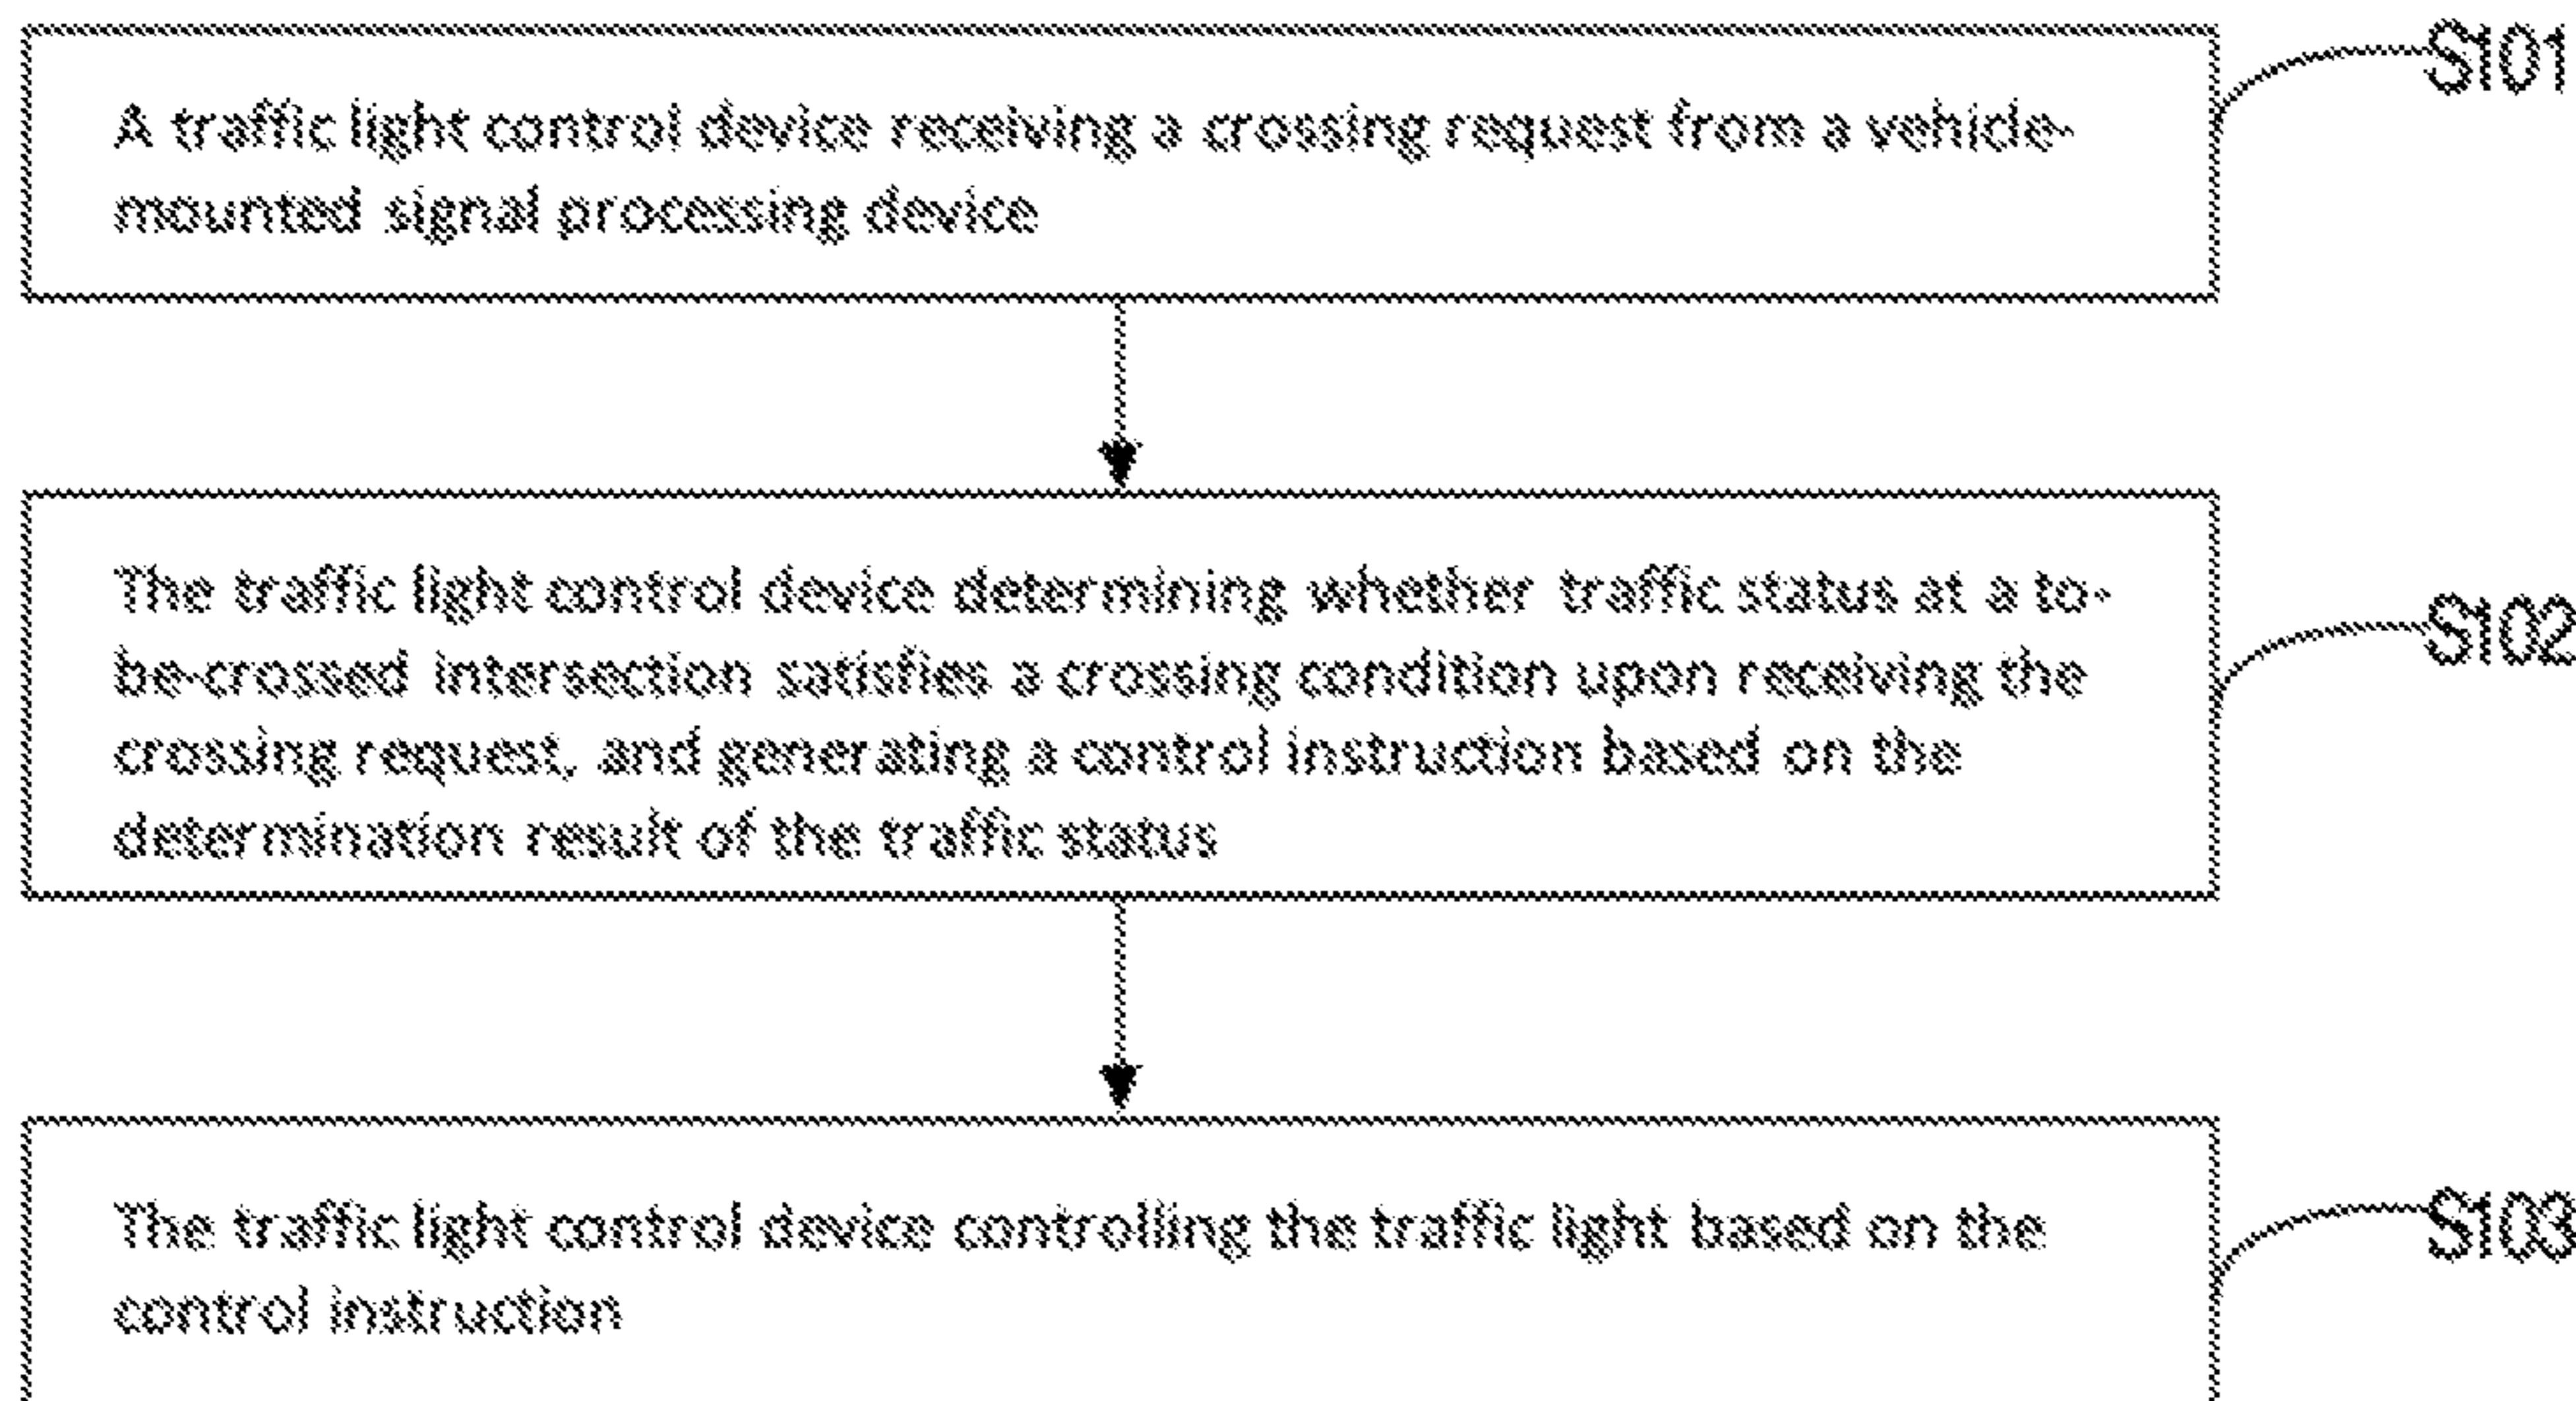 S101
A traffic light control device receiving a crossing request from a vehicle-
mounted signal processing device
The traffic light control device determining whether traffic status at a to-
be-crossed intersection satisfies a crossing condition upon receiving the
crossing request, and generating a control instruction based on the
determination result of the traffic status
S102
The traffic light control device controlling the traffic light based on the
control instruction
S103